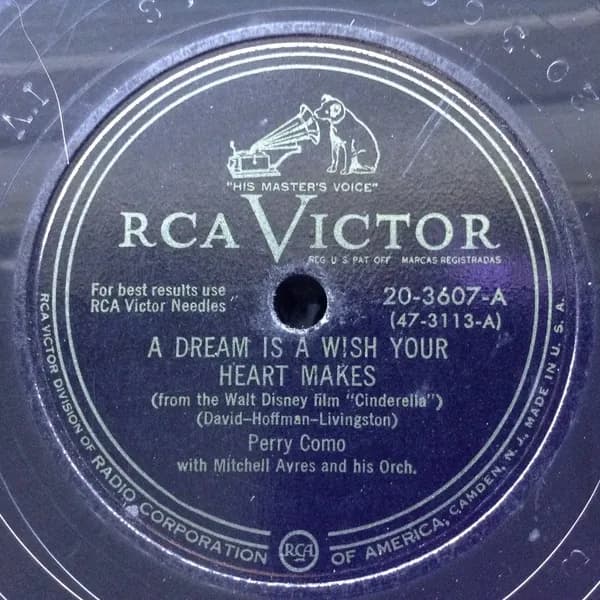 "HIS MASTER'S VOICE"
RCA VICTOR
REG. U.S. PAT. OFF. MARCAS REGISTRADAS
For best results use
RCA Victor Needles
20-3607-A
(47-3113-A)
A DREAM IS A WISH YOUR
HEART MAKES
(from the Walt Disney film "Cinderella")
(David–Hoffman–Livingston)
Perry Como
with Mitchell Ayres and his Orch.
RCA VICTOR DIVISION OF RADIO CORPORATION OF AMERICA, CAMDEN, N. J., MADE IN U. S. A.
RCA